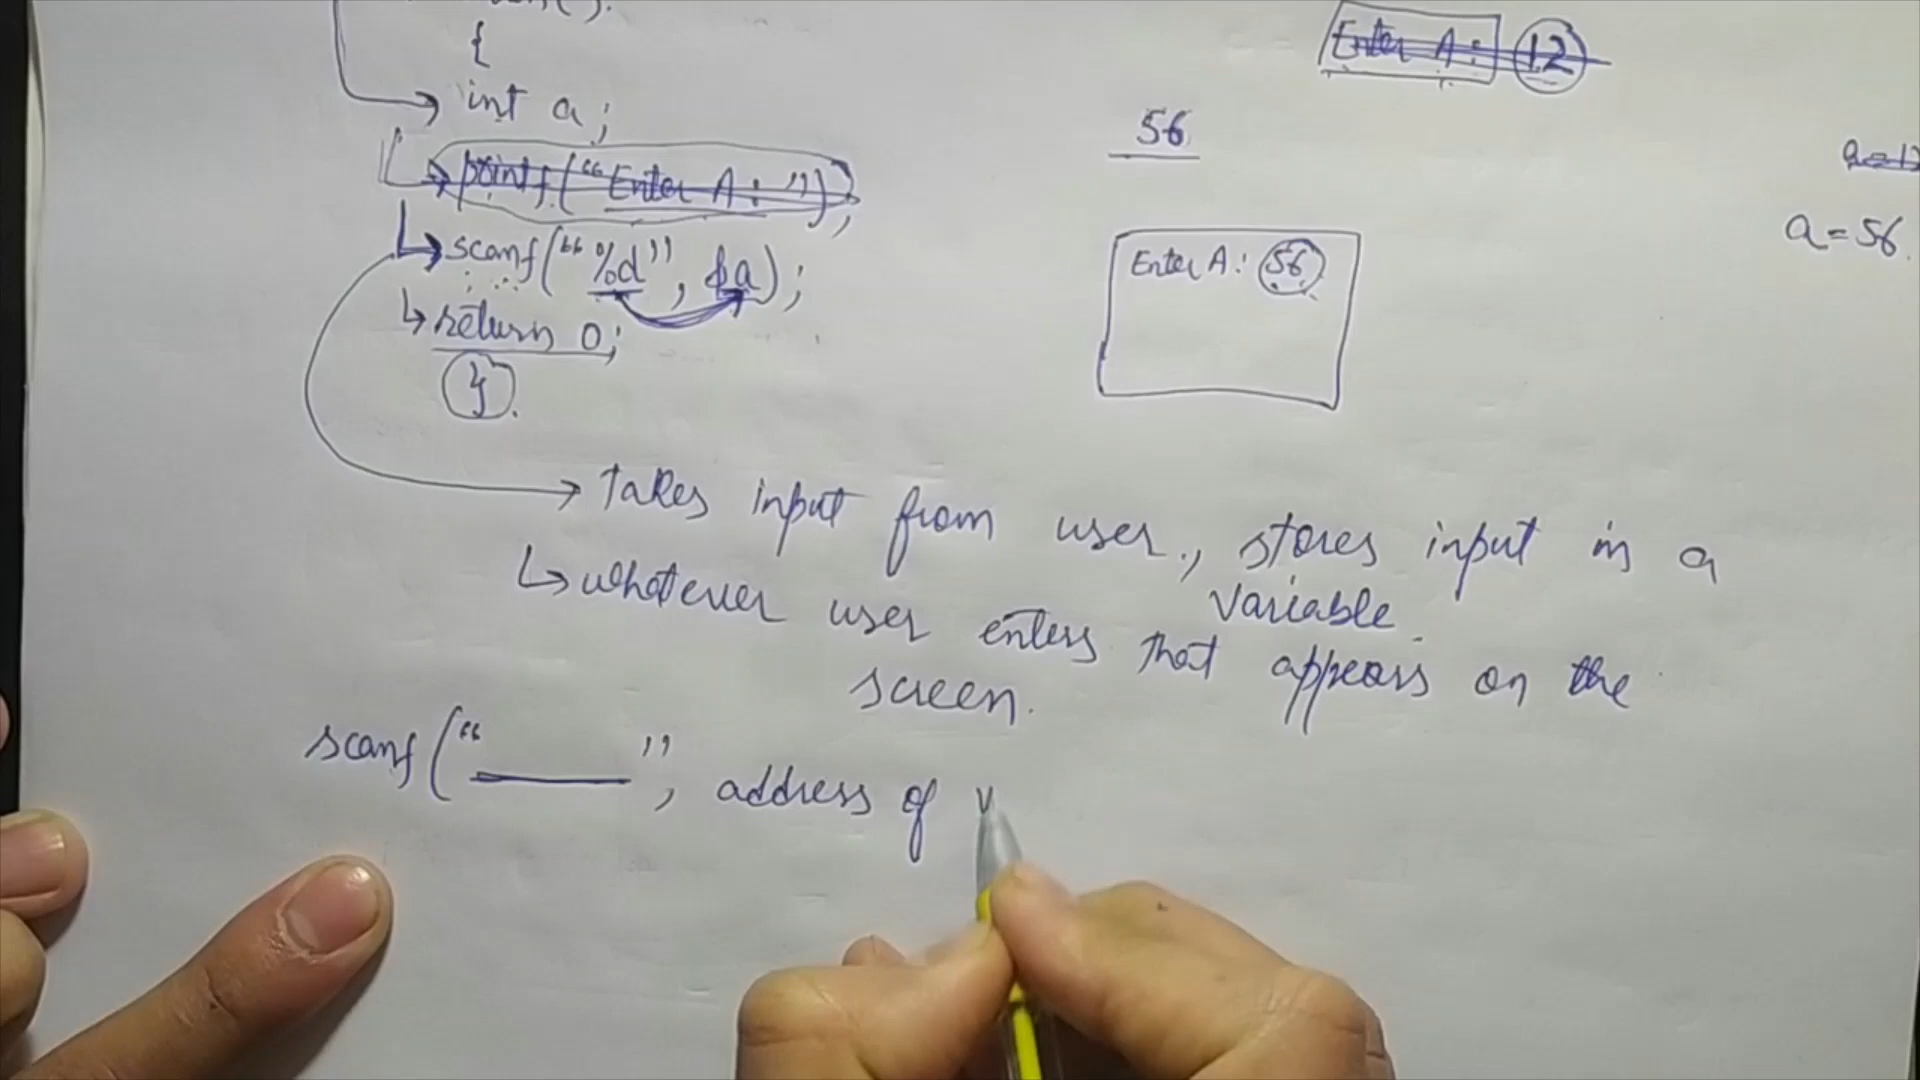 {
int a;
printf("Enter A: ");
scanf("%d", &a);
return 0;
}
Enter A: 12
56
Enter A: 56
a=56
takes input from user, stores input in a
variable.
whatever user enters that appears on the
screen.
scanf("____", address of v